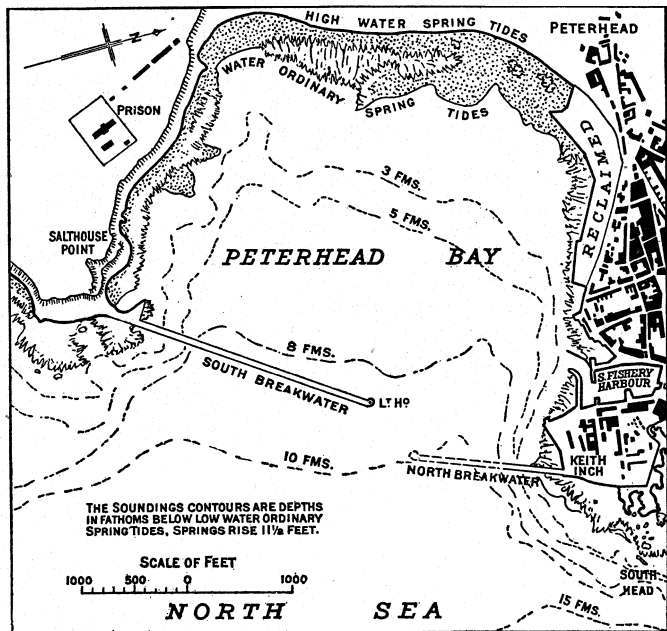 HIGH WATER SPRING TIDES
PETERHEAD
N
WATER ORDINARY
SPRING TIDES
PRISON
RECLAIMED
3 FMS.
5 FMS.
SALTHOUSE
POINT
PETERHEAD BAY
8 FMS.
SOUTH BREAKWATER
LT. HO
S. FISHERY
HARBOUR
10 FMS.
NORTH BREAKWATER
KEITH
INCH
THE SOUNDINGS CONTOURS ARE DEPTHS
IN FATHOMS BELOW LOW WATER ORDINARY
SPRING TIDES, SPRINGS RISE 11½ FEET.
SCALE OF FEET
1000 500 0 1000
SOUTH
HEAD
15 FMS.
NORTH SEA